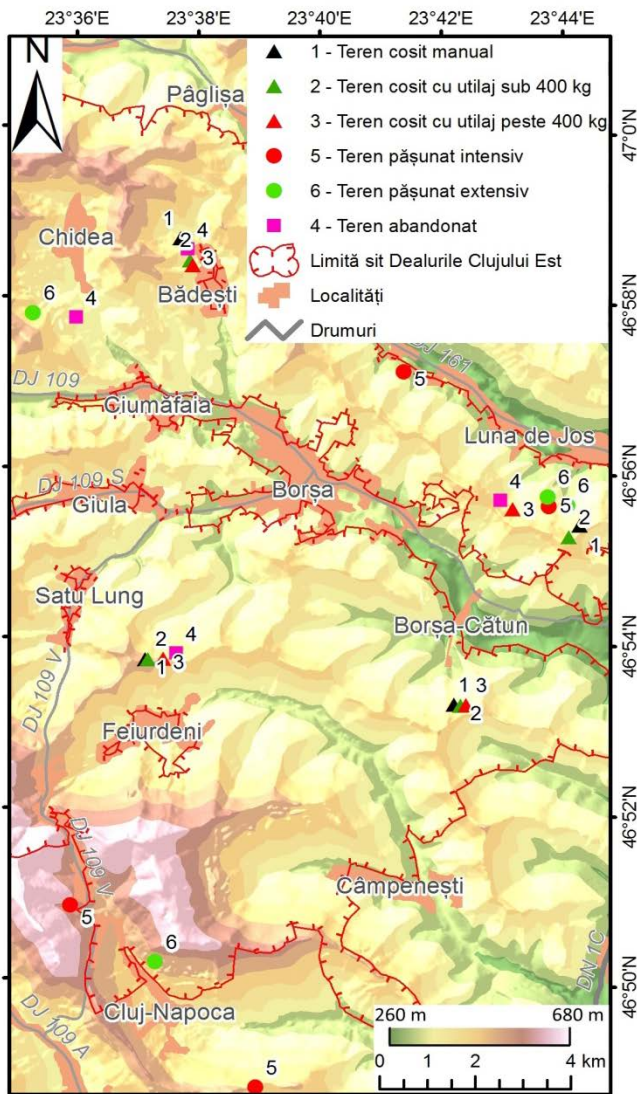 23°36'E 23°38'E 23°40'E 23°42'E 23°44'E
N
1 - Teren cosit manual
2 - Teren cosit cu utilaj sub 400 kg
3 - Teren cosit cu utilaj peste 400 kg
5 - Teren pășunat intensiv
6 - Teren pășunat extensiv
4 - Teren abandonat
Limită sit Dealurile Clujului Est
Localități
Drumuri
Pâglișa
47°0'N
1
2
4
3
Chidea
Bădești
6
4
46°58'N
DJ 161
5
DJ 109
Ciumăfaia
Luna de Jos
46°56'N
DJ 109 S
Giula
Borșa
4
3
6
6
5
2
1
Satu Lung
Borșa-Cătun
46°54'N
2
4
1
3
1 3
2
DJ 109 V
Feiurdeni
46°52'N
DJ 109 V
Câmpenești
5
6
46°50'N
Cluj-Napoca
DN 1C
DJ 109 A
260 m 680 m
0 1 2 4 km
5